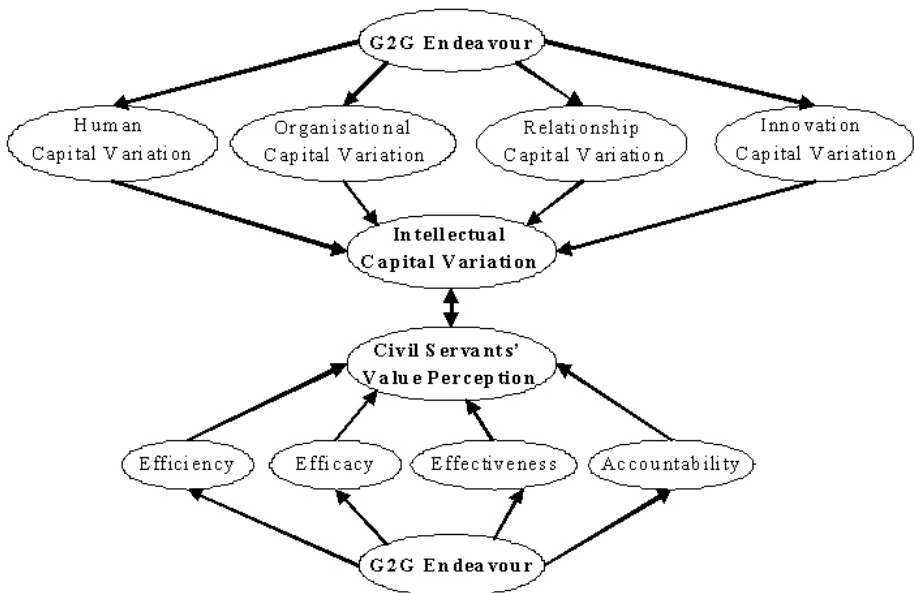 G2G Endeavour
Human
Capital Variation
Organisational
Capital Variation
Relationship
Capital Variation
Innovation
Capital Variation
Intellectual
Capital Variation
Civil Servants'
Value Perception
Efficiency
Efficacy
Effectiveness
Accountability
G2G Endeavour